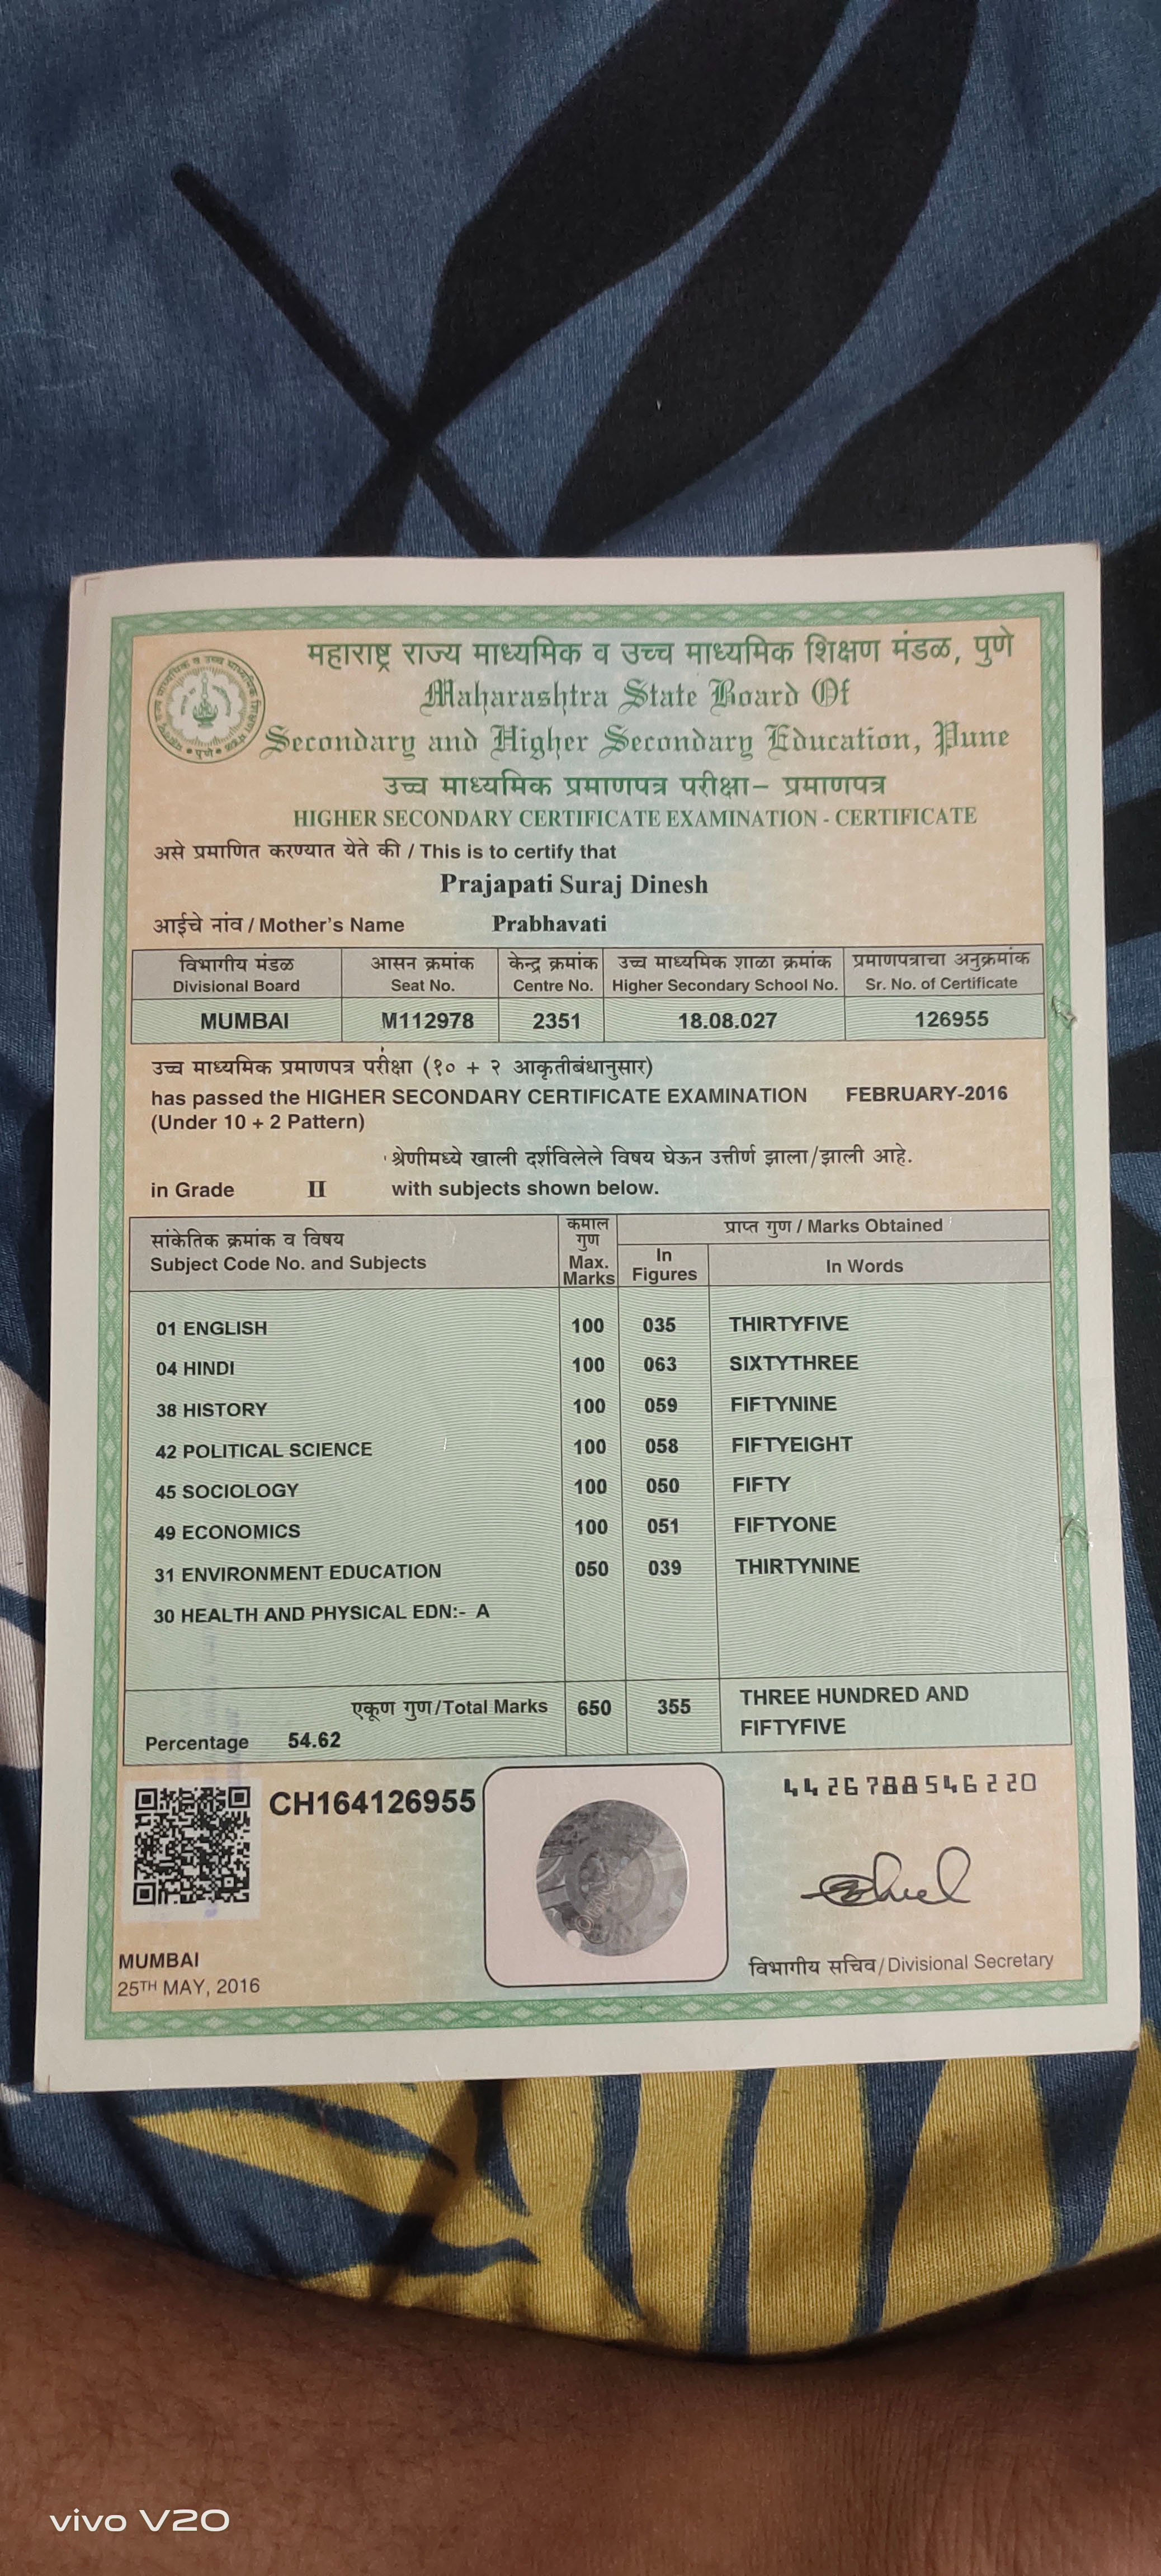 महाराष्ट्र राज्य माध्यमिक व उच्च माध्यमिक शिक्षण मंडळ, पुणे
Maharashtra State Board Of
Secondary and Higher Secondary Education, Pune
उच्च माध्यमिक प्रमाणपत्र परीक्षा– प्रमाणपत्र
HIGHER SECONDARY CERTIFICATE EXAMINATION - CERTIFICATE
असे प्रमाणित करण्यात येते की / This is to certify that
Prajapati Suraj Dinesh
आईचे नांव / Mother's Name Prabhavati
विभागीय मंडळ आसन क्रमांक केन्द्र क्रमांक उच्च माध्यमिक शाळा क्रमांक प्रमाणपत्राचा अनुक्रमांक
Divisional Board Seat No. Centre No. Higher Secondary School No. Sr. No. of Certificate
MUMBAI M112978 2351 18.08.027 126955
उच्च माध्यमिक प्रमाणपत्र परीक्षा (१० + २ आकृतीबंधानुसार)
has passed the HIGHER SECONDARY CERTIFICATE EXAMINATION FEBRUARY-2016
(Under 10 + 2 Pattern)
श्रेणीमध्ये खाली दर्शविलेले विषय घेऊन उत्तीर्ण झाला/झाली आहे.
in Grade II with subjects shown below.
सांकेतिक क्रमांक व विषय कमाल गुण प्राप्त गुण / Marks Obtained
Subject Code No. and Subjects Max. Marks In Figures In Words
01 ENGLISH 100 035 THIRTYFIVE
04 HINDI 100 063 SIXTYTHREE
38 HISTORY 100 059 FIFTYNINE
42 POLITICAL SCIENCE 100 058 FIFTYEIGHT
45 SOCIOLOGY 100 050 FIFTY
49 ECONOMICS 100 051 FIFTYONE
31 ENVIRONMENT EDUCATION 050 039 THIRTYNINE
30 HEALTH AND PHYSICAL EDN:- A
एकूण गुण/Total Marks 650 355 THREE HUNDRED AND
FIFTYFIVE
Percentage 54.62
CH164126955
4426788546220
MUMBAI
25TH MAY, 2016
विभागीय सचिव/Divisional Secretary
vivo V20